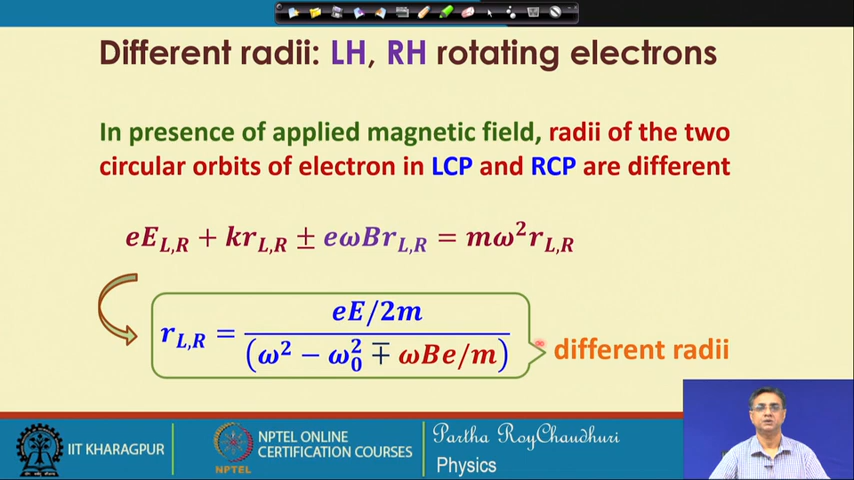 Different radii: LH, RH rotating electrons
In presence of applied magnetic field, radii of the two
circular orbits of electron in LCP and RCP are different
eE_{L,R} + kr_{L,R} ± eωBr_{L,R} = mω²r_{L,R}
r_{L,R} = \frac{eE/2m}{(ω² − ω₀² ∓ ωBe/m)}
different radii
IIT KHARAGPUR
NPTEL
NPTEL ONLINE
CERTIFICATION COURSES
Partha RoyChaudhuri
Physics